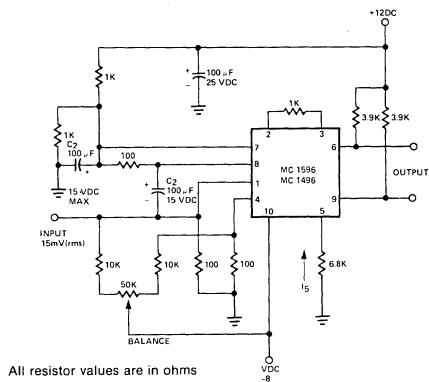 +12DC
1K
+
−
100 μF
25 VDC
1K
C2
100 μF
+
15 VDC
MAX
100
C2
100 μF
15 VDC
+
−
1K
2
3
7
8
1
4
10
5
6
9
MC 1596
MC 1496
3.9K
3.9K
OUTPUT
INPUT
15mV(rms)
10K
10K
100
100
50K
I5
6.8K
BALANCE
VDC
-8
All resistor values are in ohms